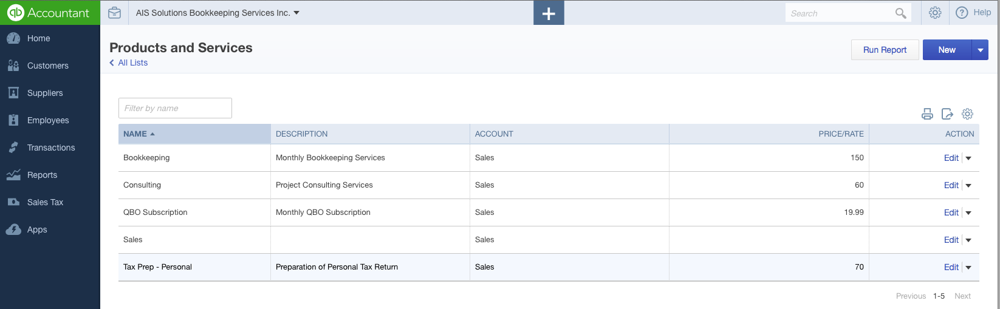 qb Accountant
AIS Solutions Bookkeeping Services Inc.
Search
Help
Home
Customers
Suppliers
Employees
Transactions
Reports
Sales Tax
Apps
Products and Services
All Lists
Run Report
New
Filter by name
NAME DESCRIPTION ACCOUNT PRICE/RATE ACTION
Bookkeeping Monthly Bookkeeping Services Sales 150 Edit
Consulting Project Consulting Services Sales 60 Edit
QBO Subscription Monthly QBO Subscription Sales 19.99 Edit
Sales Sales Edit
Tax Prep - Personal Preparation of Personal Tax Return Sales 70 Edit
Previous 1-5 Next